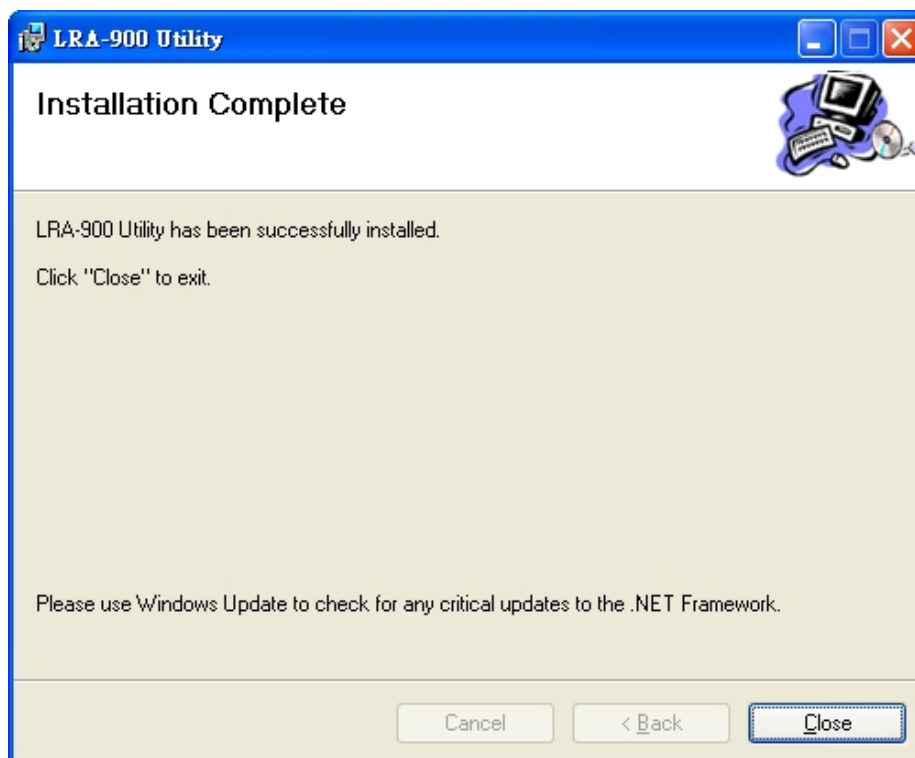 LRA-900 Utility
Installation Complete
LRA-900 Utility has been successfully installed.
Click "Close" to exit.
Please use Windows Update to check for any critical updates to the .NET Framework.
Cancel
< Back
Close